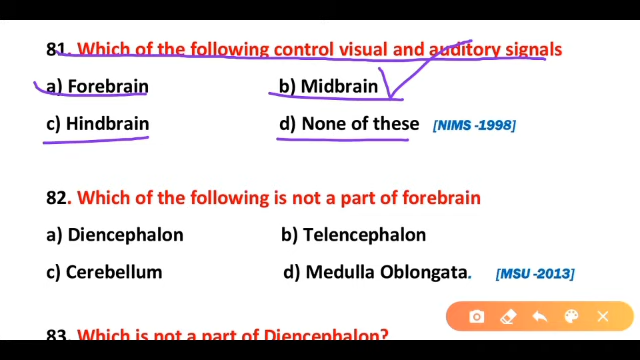 81. Which of the following control visual and auditory signals
a) Forebrain b) Midbrain
c) Hindbrain d) None of these [NIMS -1998]
82. Which of the following is not a part of forebrain
a) Diencephalon b) Telencephalon
c) Cerebellum d) Medulla Oblongata. [MSU -2013]
83. Which is not a part of Diencephalon?